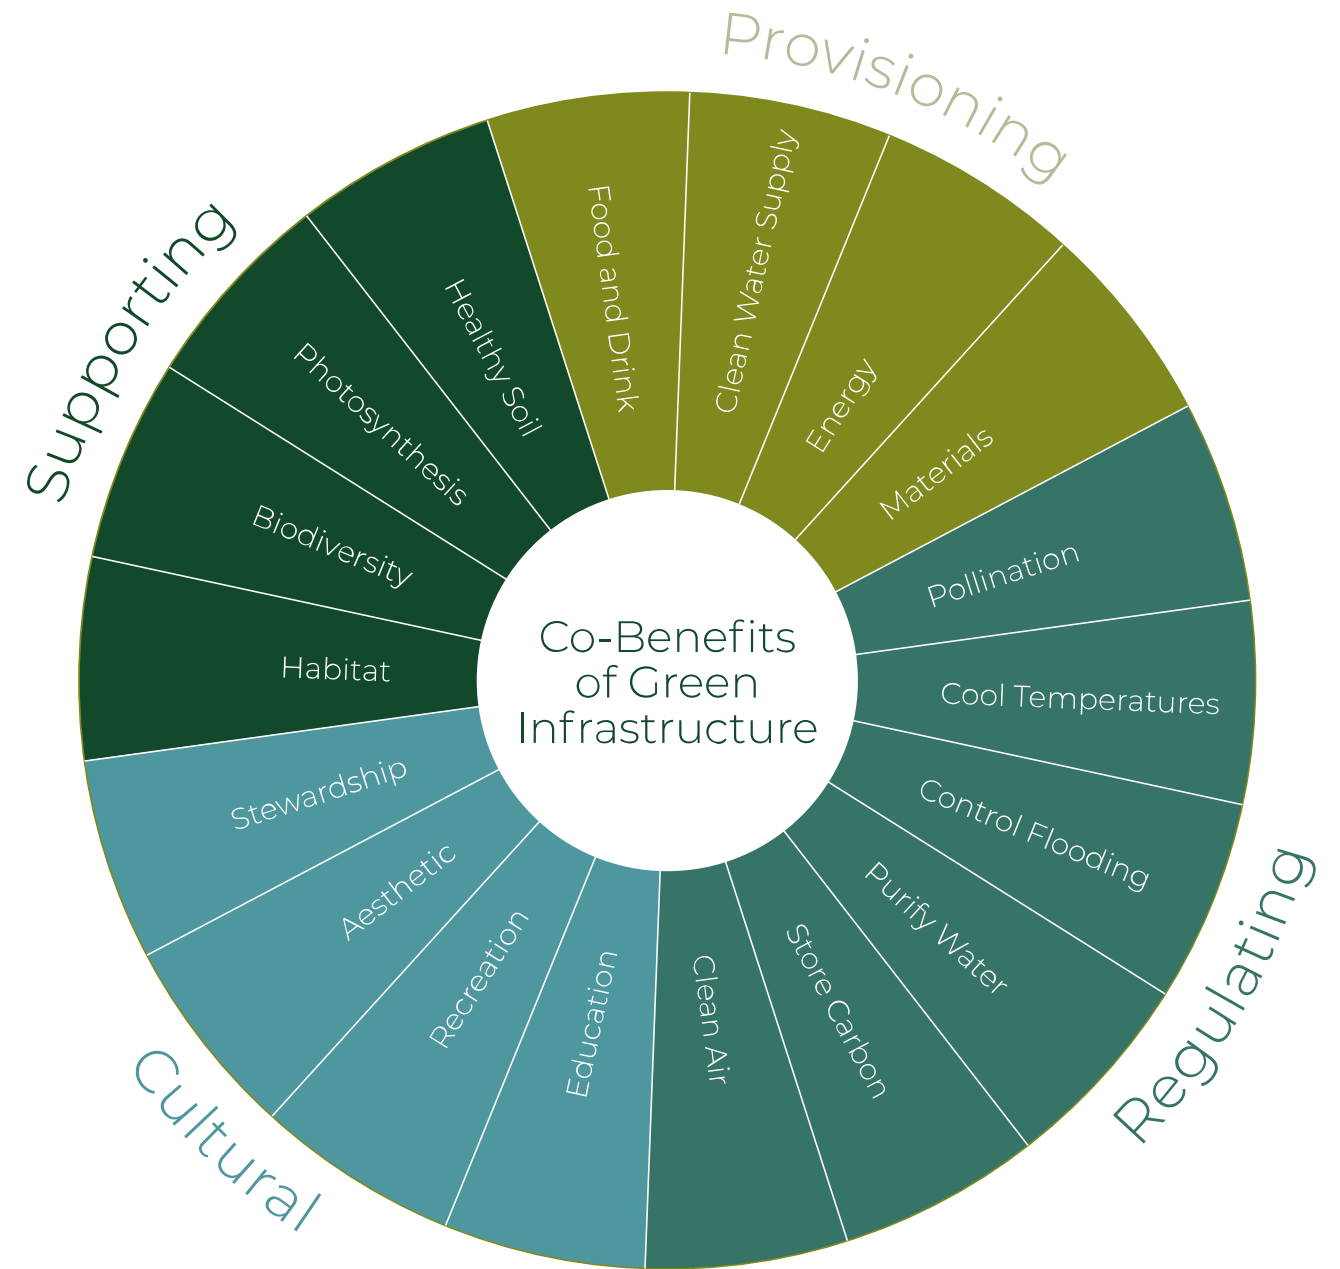 Provisioning
Food and Drink
Clean Water Supply
Energy
Materials
Regulating
Pollination
Cool Temperatures
Control Flooding
Purify Water
Store Carbon
Clean Air
Cultural
Education
Recreation
Aesthetic
Stewardship
Supporting
Habitat
Biodiversity
Photosynthesis
Healthy Soil
Co-Benefits
of Green
Infrastructure